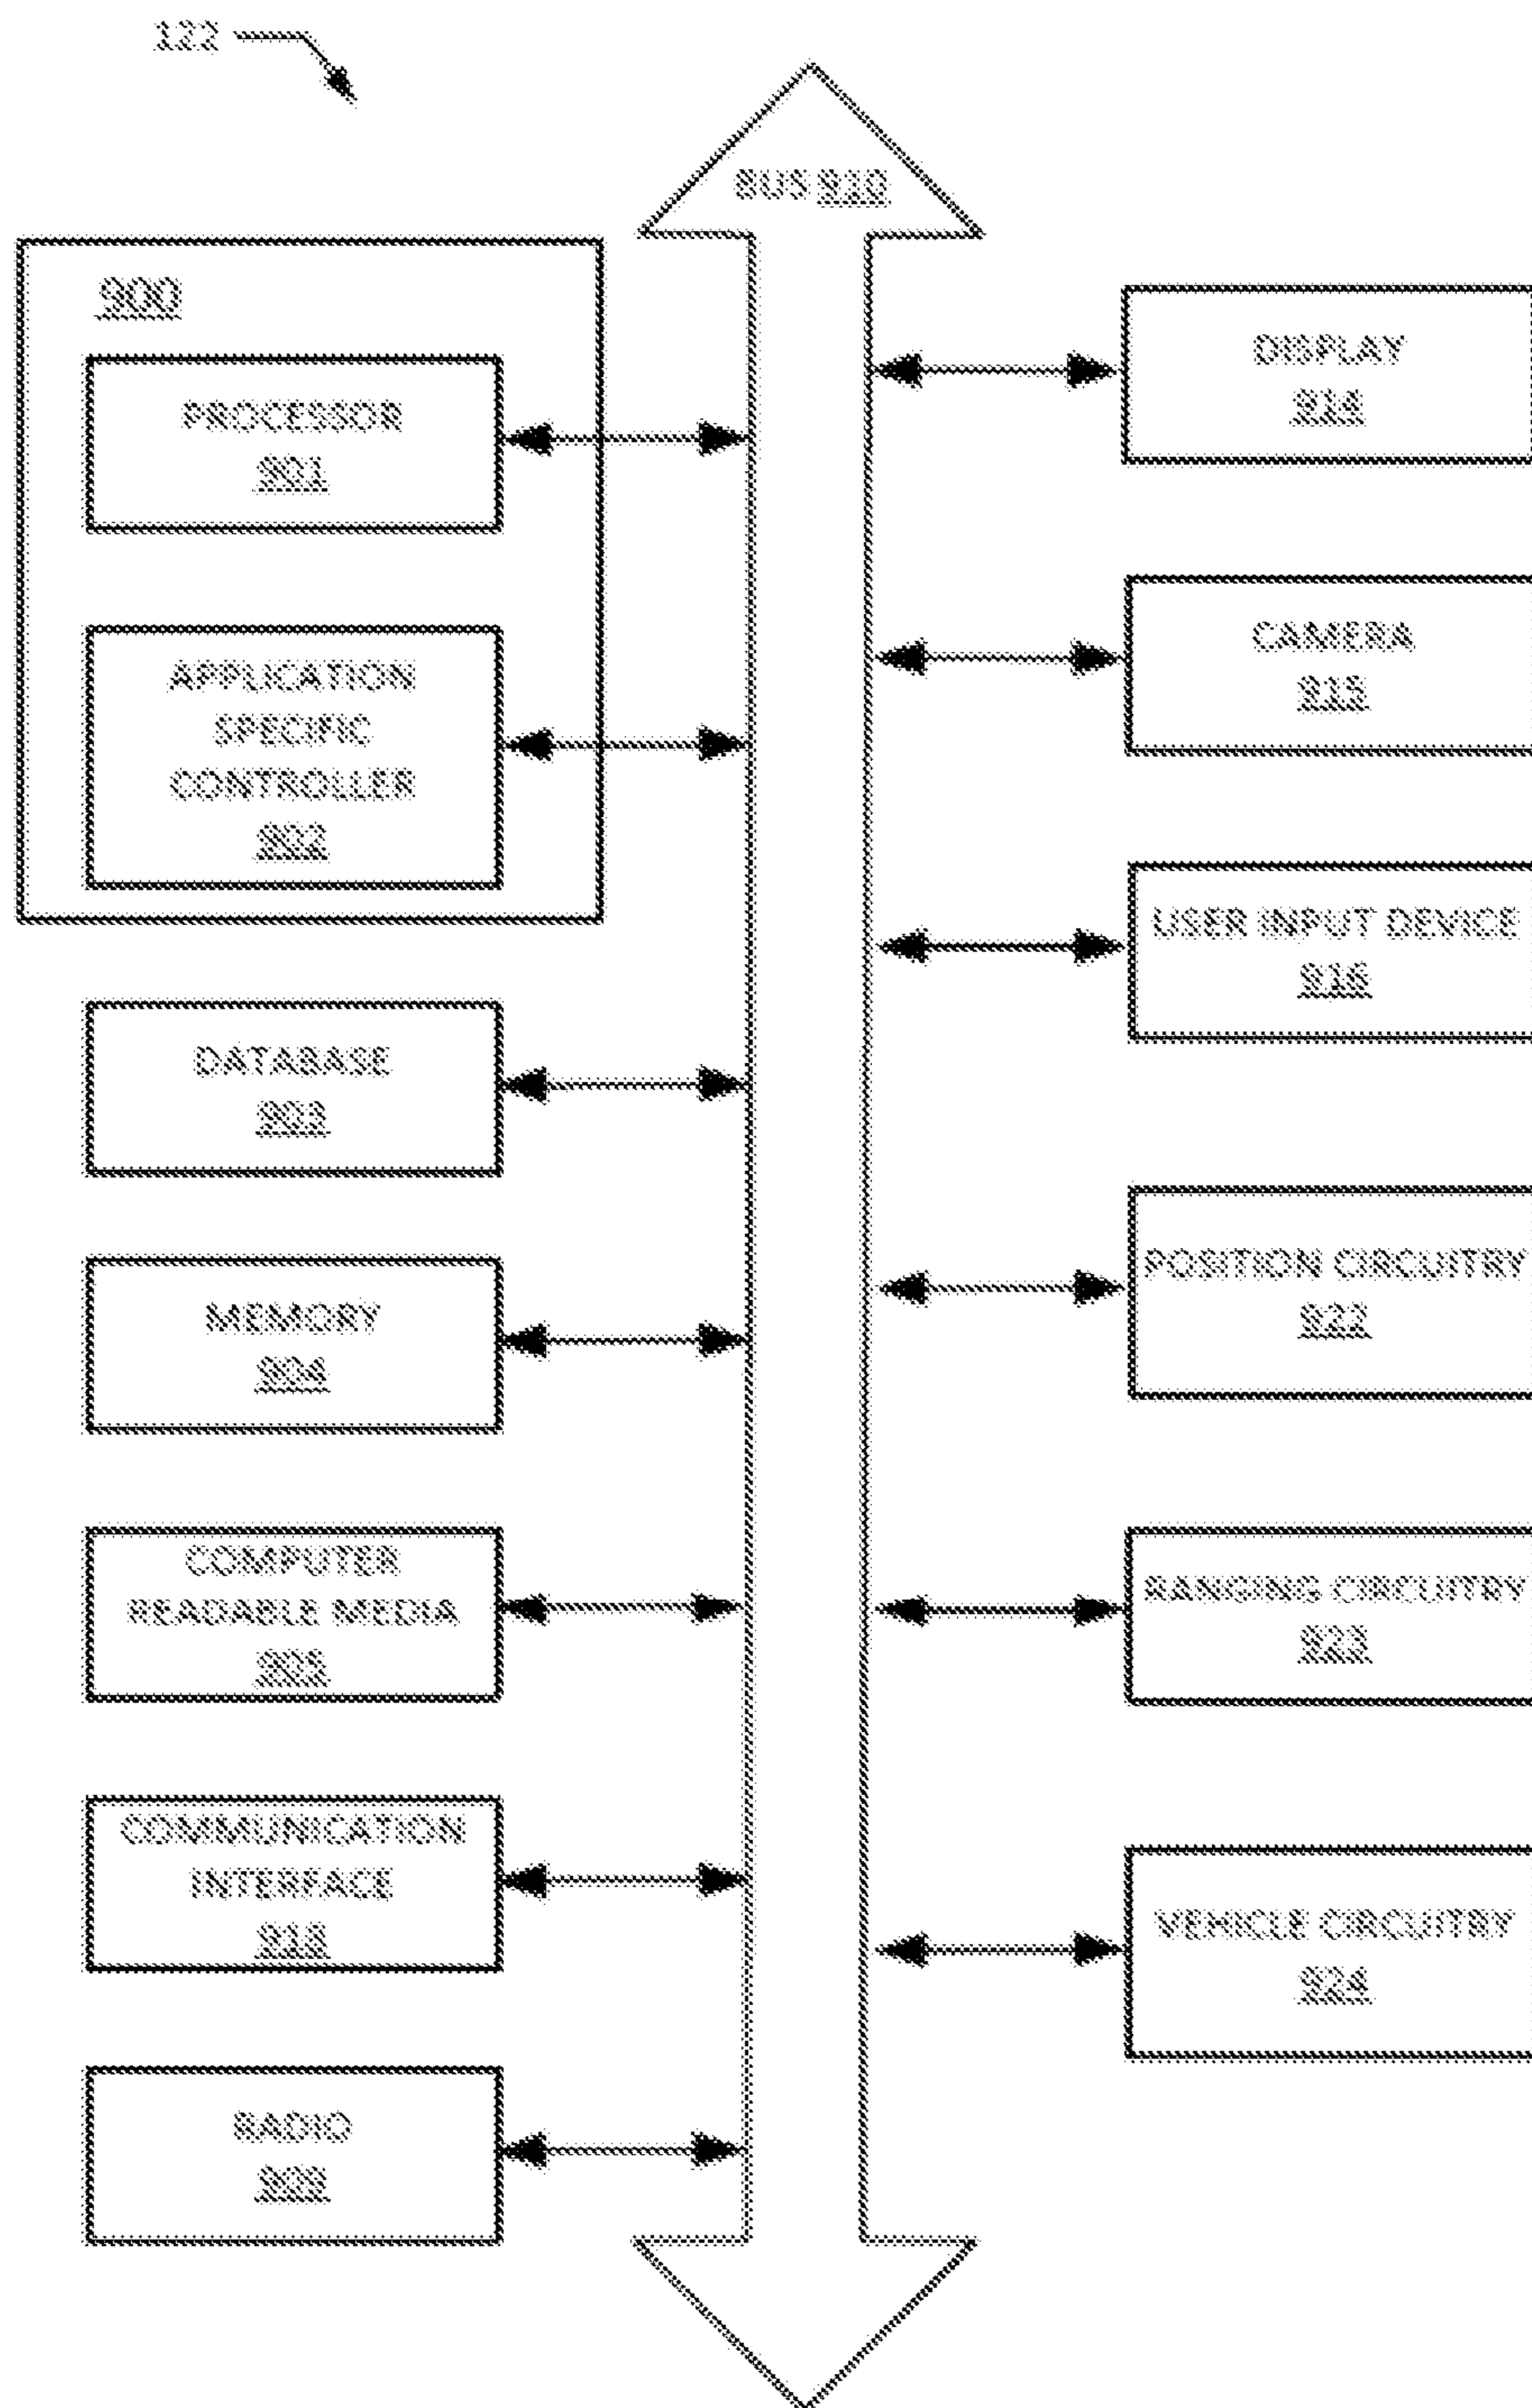 122
BUS 910
900
PROCESSOR
901
APPLICATION
SPECIFIC
CONTROLLER
902
DATABASE
903
MEMORY
904
COMPUTER
READABLE MEDIA
905
COMMUNICATION
INTERFACE
918
RADIO
909
DISPLAY
914
CAMERA
915
USER INPUT DEVICE
916
POSITION CIRCUITRY
922
RANGING CIRCUITRY
923
VEHICLE CIRCUITRY
924